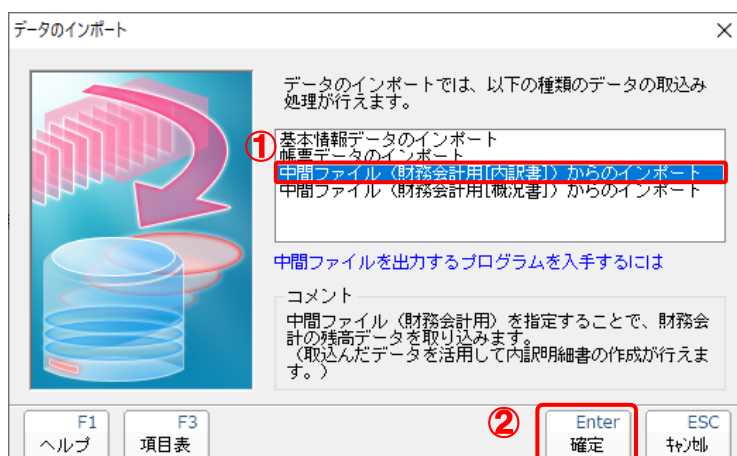 データのインポート
データのインポートでは、以下の種類のデータの取込み
処理が行えます。
①
基本情報データのインポート
帳票データのインポート
中間ファイル（財務会計用[内訳書]）からのインポート
中間ファイル（財務会計用[概況書]）からのインポート
中間ファイルを出力するプログラムを入手するには
コメント
中間ファイル（財務会計用）を指定することで、財務会
計の残高データを取り込みます。
（取込んだデータを活用して内訳明細書の作成が行えま
す。）
②
F1
ヘルプ
F3
項目表
Enter
確定
ESC
ｷｬﾝｾﾙ